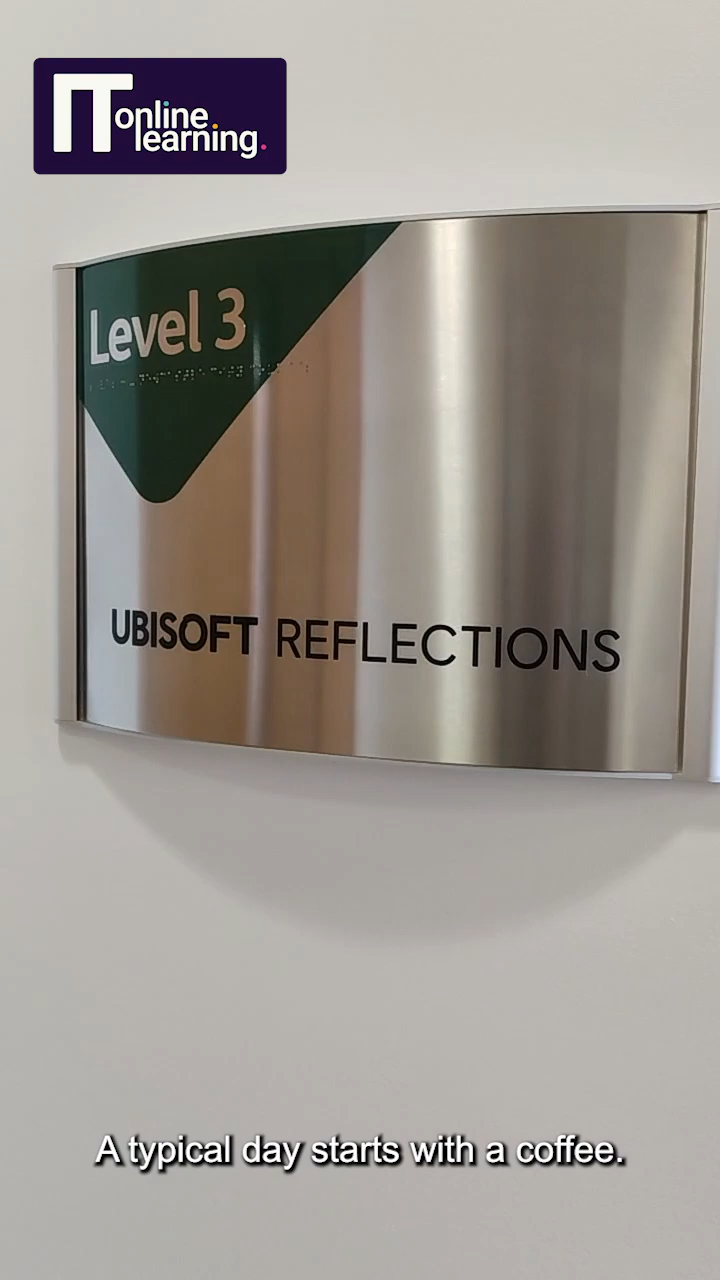 IT online
learning.
Level 3
UBISOFT REFLECTIONS
A typical day starts with a coffee.